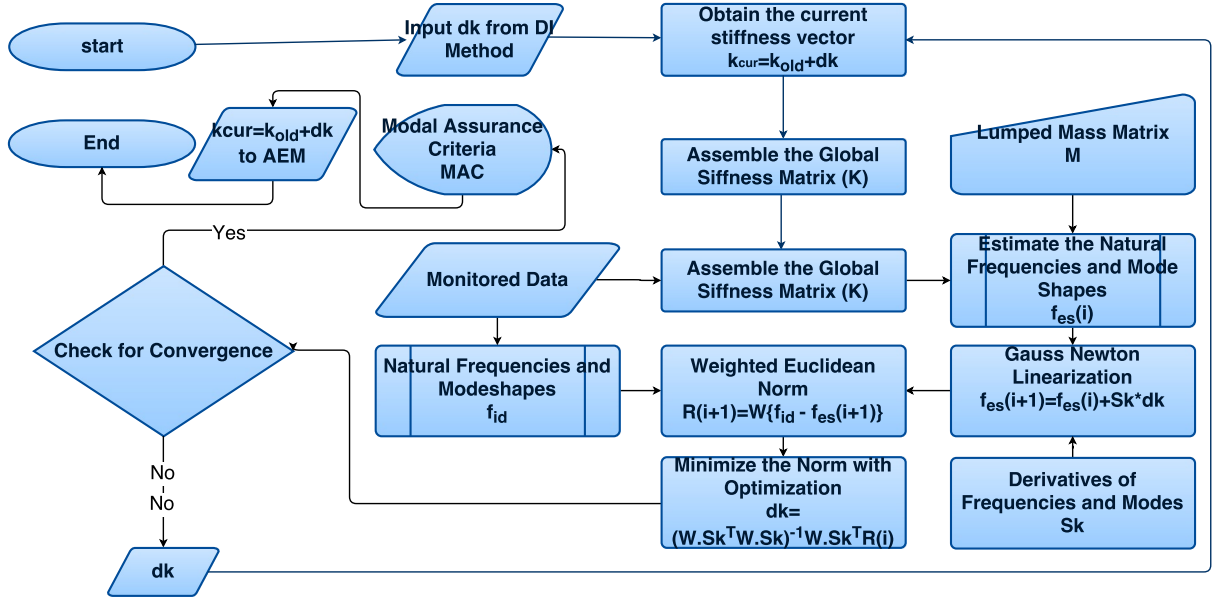 start
Input dk from DI
Method
Obtain the current
stiffness vector
kcur=kold+dk
End
kcur=kold+dk
to AEM
Modal Assurance
Criteria
MAC
Assemble the Global
Siffness Matrix (K)
Lumped Mass Matrix
M
Yes
Monitored Data
Assemble the Global
Siffness Matrix (K)
Estimate the Natural
Frequencies and Mode
Shapes
fes(i)
Check for Convergence
Natural Frequencies and
Modeshapes
fid
Weighted Euclidean
Norm
R(i+1)=W{fid - fes(i+1)}
Gauss Newton
Linearization
fes(i+1)=fes(i)+Sk*dk
No
No
Minimize the Norm with
Optimization
dk=
(W.SkTW.Sk)-1W.SkTR(i)
Derivatives of
Frequencies and Modes
Sk
dk